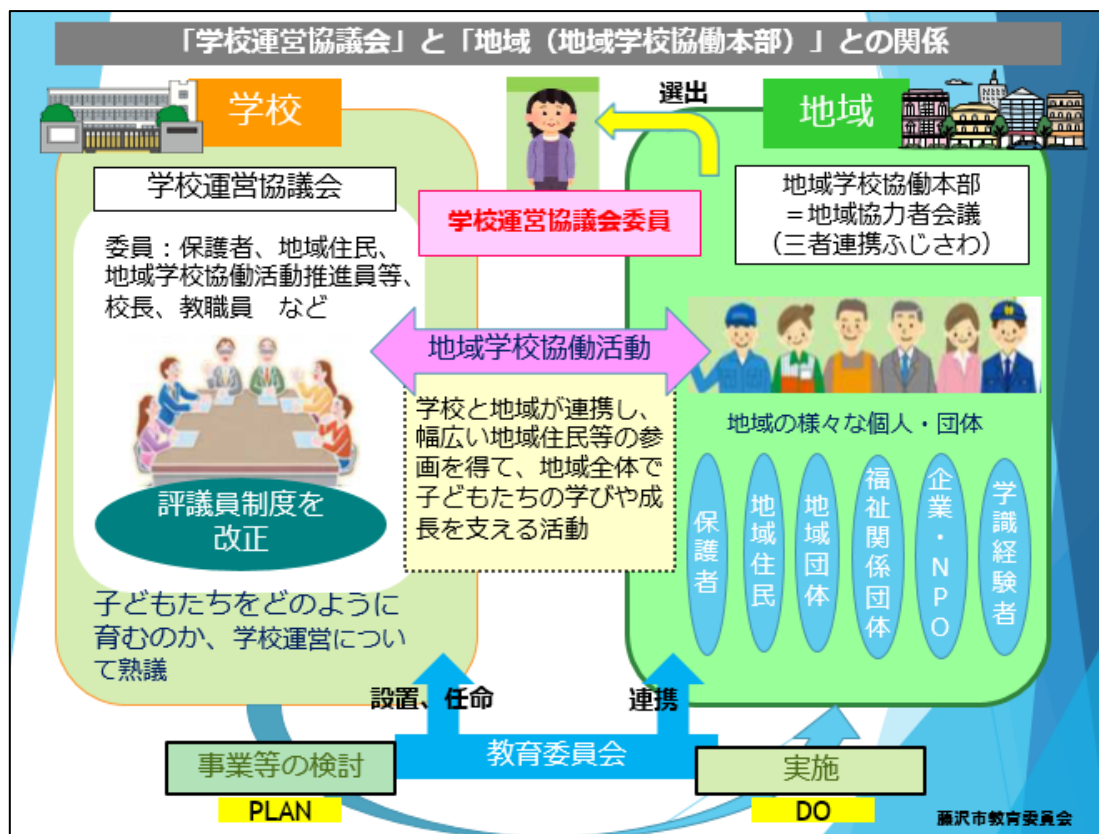 「学校運営協議会」と「地域（地域学校協働本部）」との関係
学校
選出
地域
学校運営協議会
委員：保護者、地域住民、
地域学校協働活動推進員等、
校長、教職員　など
評議員制度を
改正
子どもたちをどのように
育むのか、学校運営につい
て熟議
学校運営協議会委員
地域学校協働活動
学校と地域が連携し、
幅広い地域住民等の参
画を得て、地域全体で
子どもたちの学びや成
長を支える活動
地域学校協働本部
＝地域協力者会議
（三者連携ふじさわ）
地域の様々な個人・団体
保護者
地域住民
地域団体
福祉関係団体
企業・NPO
学識経験者
設置、任命
連携
教育委員会
事業等の検討
PLAN
実施
DO
藤沢市教育委員会